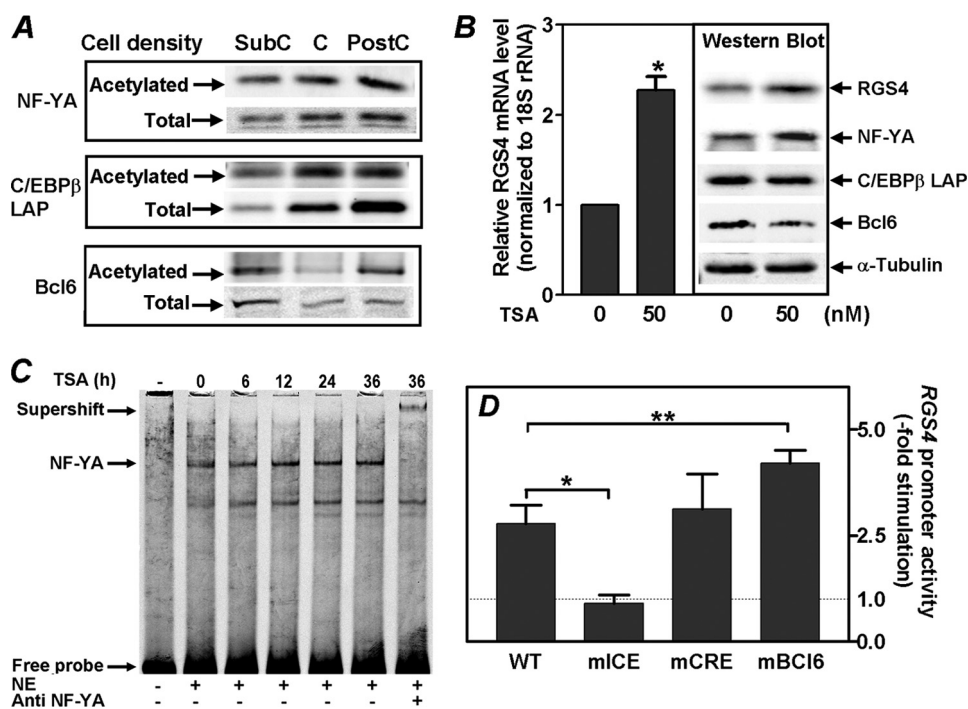 A
Cell density SubC C PostC
NF-YA
Acetylated
Total
C/EBPβ LAP
Acetylated
Total
Bcl6
Acetylated
Total
B
Relative RGS4 mRNA level
(normalized to 18S rRNA)
3
2
1
0
*
TSA 0 50 0 50 (nM)
Western Blot
RGS4
NF-YA
C/EBPβ LAP
Bcl6
α-Tubulin
C
TSA (h) - 0 6 12 24 36 36
Supershift
NF-YA
Free probe
NE - + + + + + +
Anti NF-YA - - - - - - +
D
**
*
5.0
2.5
1.0
0.0
RGS4 promoter activity
(-fold stimulation)
WT mICE mCRE mBCl6